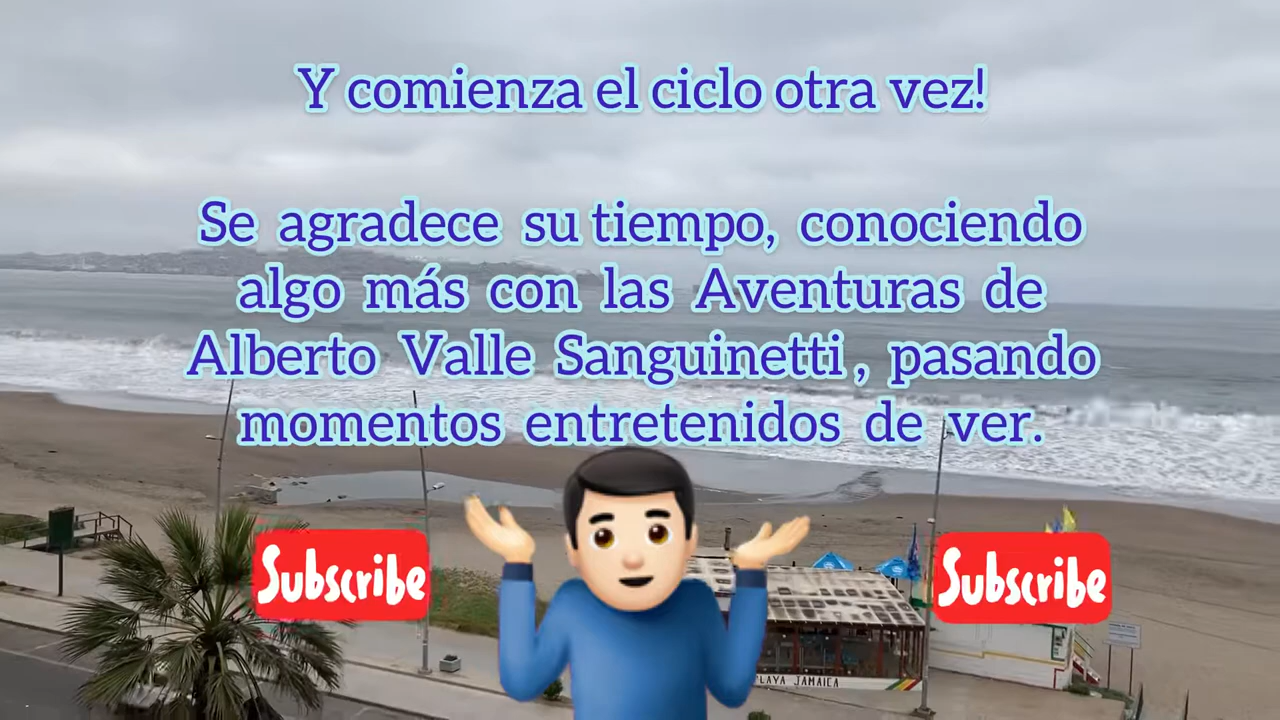 Y comienza el ciclo otra vez!
Se agradece su tiempo, conociendo
algo más con las Aventuras de
Alberto Valle Sanguinetti, pasando
momentos entretenidos de ver.
Subscribe
Subscribe
PLAYA JAMAICA